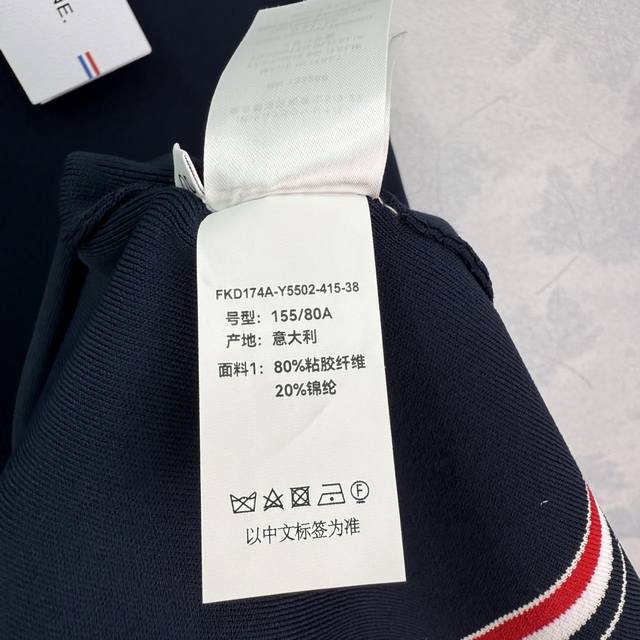 NE.
FKD174A-Y5502-415-38
号型：155/80A
产地：意大利
面料1：80%粘胶纤维
20%锦纶
F
以中文标签为准